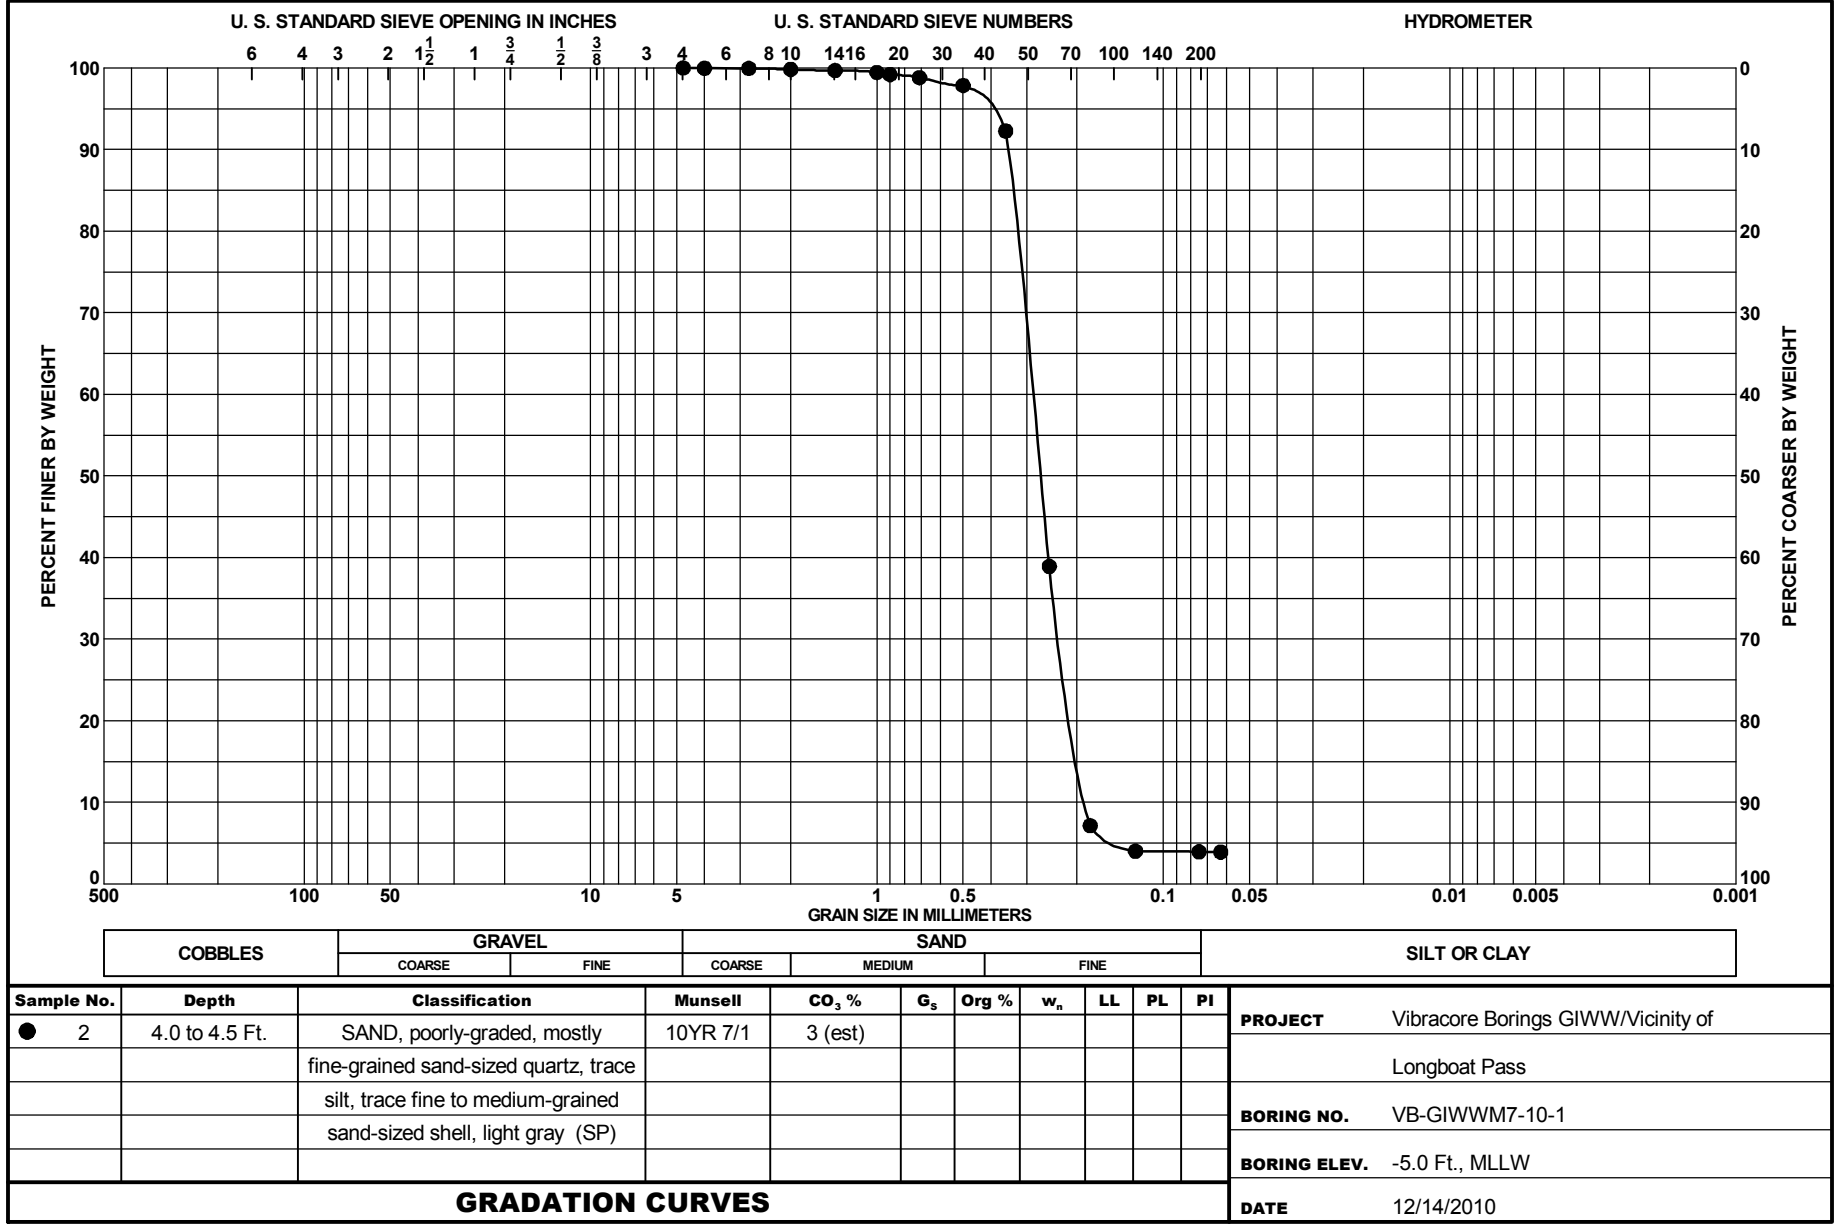 U. S. STANDARD SIEVE OPENING IN INCHES U. S. STANDARD SIEVE NUMBERS HYDROMETER
6 4 3 2 1 1/2 1 3/4 1/2 3/8 3 4 6 8 10 14 16 20 30 40 50 70 100 140 200
100 0
90 10
80 20
70 30
60 40
50 50
40 60
30 70
20 80
10 90
0 100
PERCENT FINER BY WEIGHT
PERCENT COARSER BY WEIGHT
500 100 50 10 5 1 0.5 0.1 0.05 0.01 0.005 0.001
GRAIN SIZE IN MILLIMETERS
COBBLES GRAVEL SAND SILT OR CLAY
COARSE FINE COARSE MEDIUM FINE
Sample No. Depth Classification Munsell CO₃ % Gₛ Org % wₙ LL PL PI
2 4.0 to 4.5 Ft. SAND, poorly-graded, mostly 10YR 7/1 3 (est)
fine-grained sand-sized quartz, trace
silt, trace fine to medium-grained
sand-sized shell, light gray (SP)
GRADATION CURVES
PROJECT Vibracore Borings GIWW/Vicinity of
Longboat Pass
BORING NO. VB-GIWWM7-10-1
BORING ELEV. -5.0 Ft., MLLW
DATE 12/14/2010